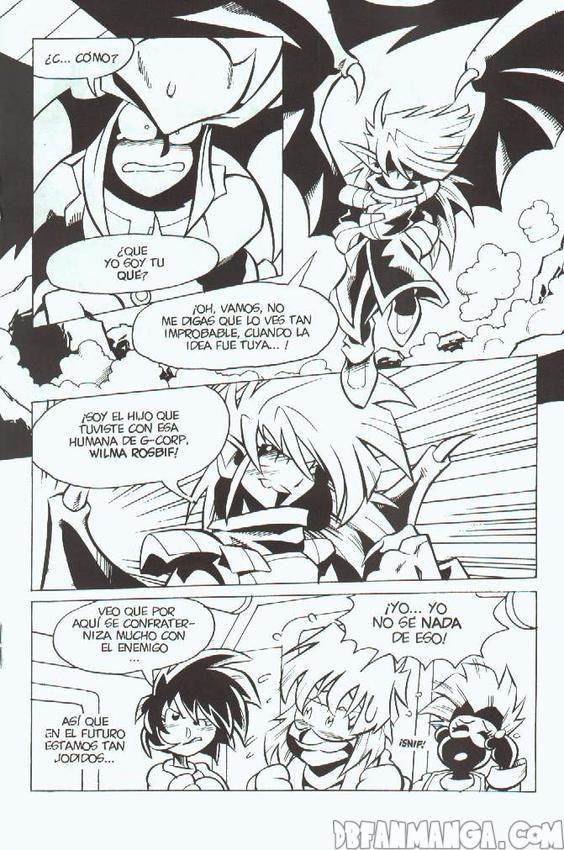 ¿C... CÓMO?
¿QUE
YO SOY TU
QUE?
¡OH, VAMOS, NO
ME DIGAS QUE LO VES TAN
IMPROBABLE, CUANDO LA
IDEA FUE TUYA... !
¡SOY EL HIJO QUE
TUVISTE CON ESA
HUMANA DE G-CORP,
WILMA ROSBIF!
VEO QUE POR
AQUÍ SE CONFRATER-
NIZA MUCHO CON
EL ENEMIGO
...
ASÍ QUE
EN EL FUTURO
ESTAMOS TAN
JODIDOS...
¡YO... YO
NO SE NADA
DE ESO!
¡SNIF!
DBFANMANGA.COM